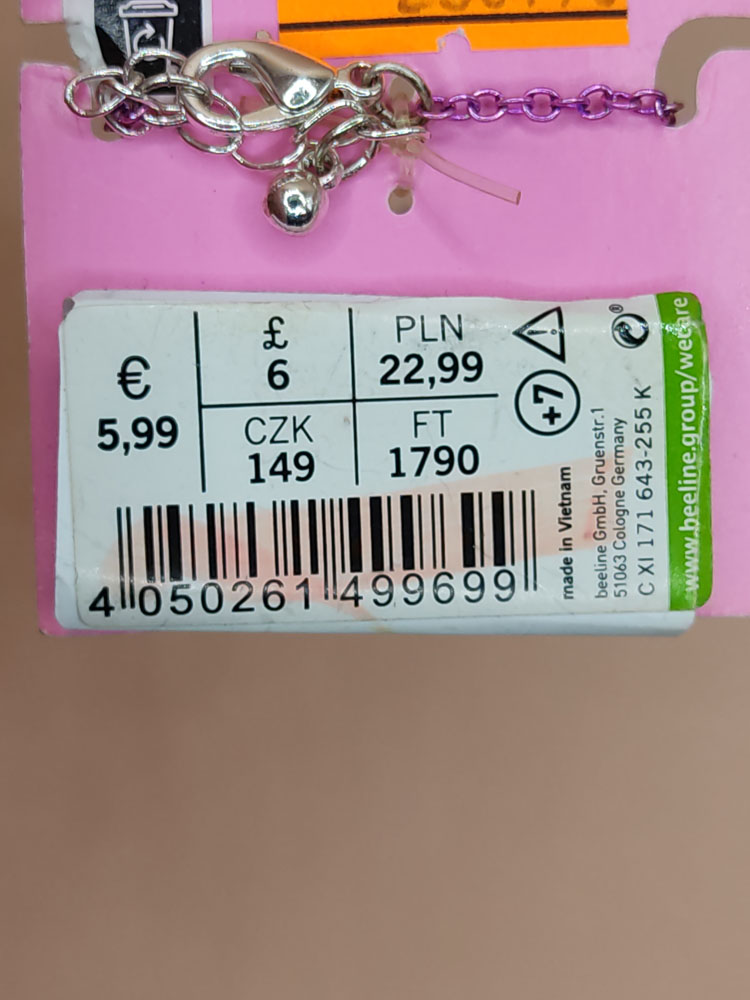 €
5,99
£
6
PLN
22,99
CZK
149
FT
1790
+7
4 050261 499699
made in Vietnam
beeline GmbH, Gruenstr.1
51063 Cologne Germany
C XI 171 643-255 K
®
www.beeline.group/wecare